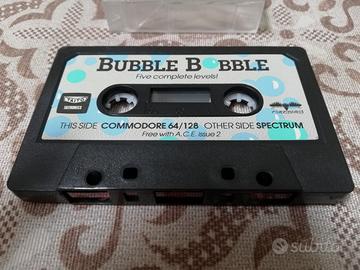 BUBBLE BOBBLE
Five complete levels!
TAITO
THIS SIDE COMMODORE 64/128 OTHER SIDE SPECTRUM
Free with A.C.E. Issue 2
subito